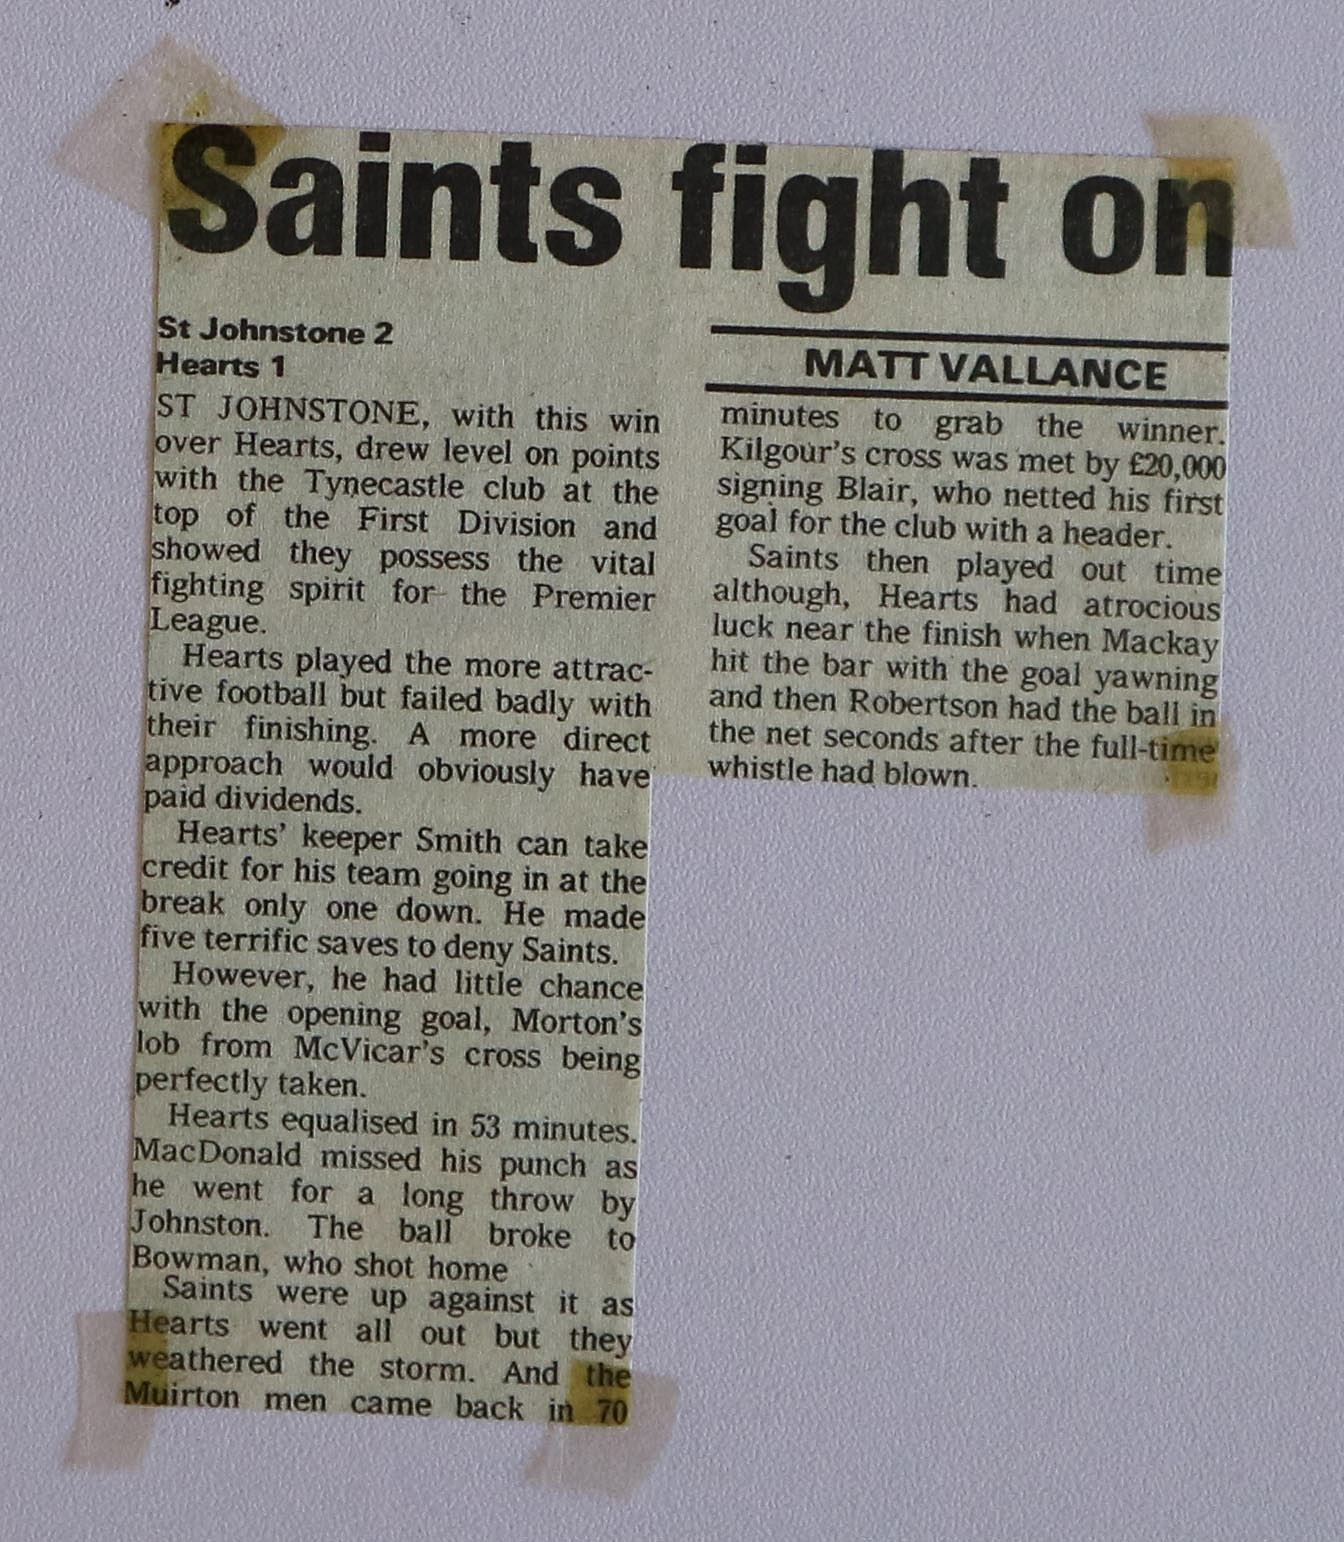 Saints fight on
St Johnstone 2
Hearts 1
ST JOHNSTONE, with this win
over Hearts, drew level on points
with the Tynecastle club at the
top of the First Division and
showed they possess the vital
fighting spirit for the Premier
League.
Hearts played the more attrac-
tive football but failed badly with
their finishing. A more direct
approach would obviously have
paid dividends.
Hearts' keeper Smith can take
credit for his team going in at the
break only one down. He made
five terrific saves to deny Saints.
However, he had little chance
with the opening goal, Morton's
lob from McVicar's cross being
perfectly taken.
Hearts equalised in 53 minutes.
MacDonald missed his punch as
he went for a long throw by
Johnston. The ball broke to
Bowman, who shot home
Saints were up against it as
Hearts went all out but they
weathered the storm. And the
Muirton men came back in 70
MATT VALLANCE
minutes to grab the winner.
Kilgour's cross was met by £20,000
signing Blair, who netted his first
goal for the club with a header.
Saints then played out time
although, Hearts had atrocious
luck near the finish when Mackay
hit the bar with the goal yawning
and then Robertson had the ball in
the net seconds after the full-time
whistle had blown.